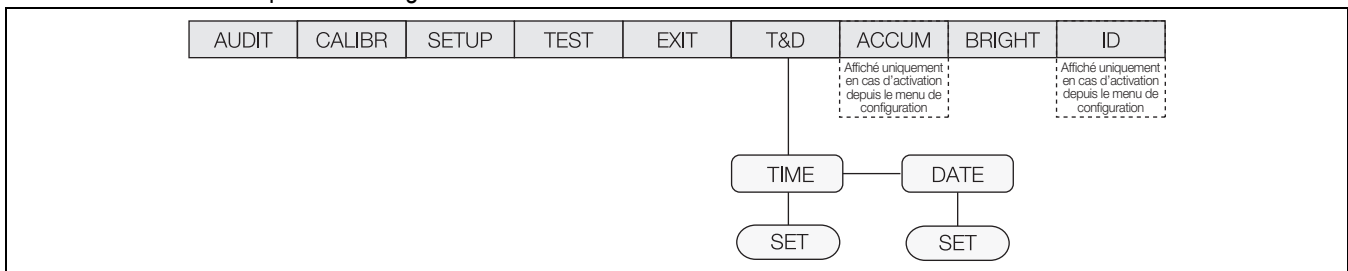 AUDIT CALIBR SETUP TEST EXIT T&D ACCUM BRIGHT ID
Affiché uniquement
en cas d'activation
depuis le menu de
configuration
Affiché uniquement
en cas d'activation
depuis le menu de
configuration
TIME DATE
SET SET